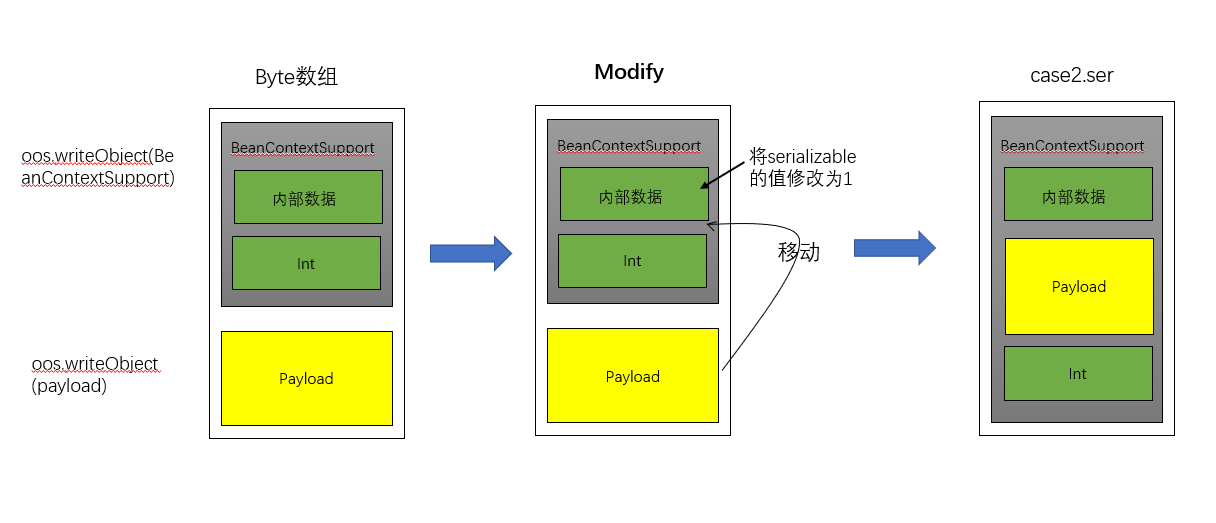 Byte数组
Modify
case2.ser
oos.writeObject(Be
anContextSupport)
BeanContextSupport
内部数据
Int
oos.writeObject
(payload)
Payload
BeanContextSupport
内部数据
Int
Payload
将serializable
的值修改为1
移动
BeanContextSupport
内部数据
Payload
Int